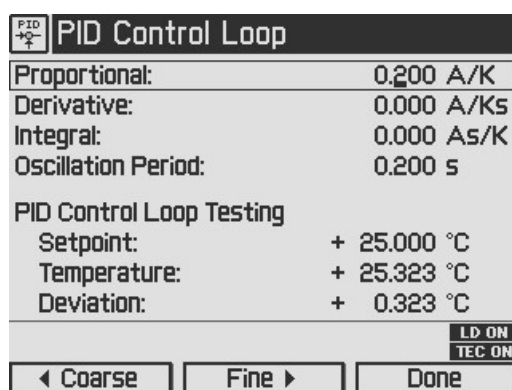 PID PID Control Loop
Proportional: 0.200 A/K
Derivative: 0.000 A/Ks
Integral: 0.000 As/K
Oscillation Period: 0.200 s
PID Control Loop Testing
Setpoint: + 25.000 °C
Temperature: + 25.323 °C
Deviation: + 0.323 °C
LD ON
TEC ON
◄ Coarse Fine ► Done